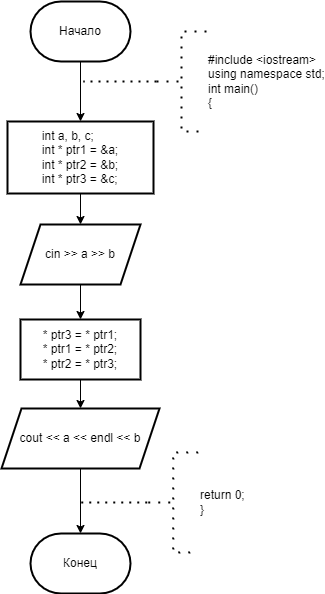 Начало
#include <iostream>
using namespace std;
int main()
{
int a, b, c;
int * ptr1 = &a;
int * ptr2 = &b;
int * ptr3 = &c;
cin >> a >> b
* ptr3 = * ptr1;
* ptr1 = * ptr2;
* ptr2 = * ptr3;
cout << a << endl << b
return 0;
}
Конец